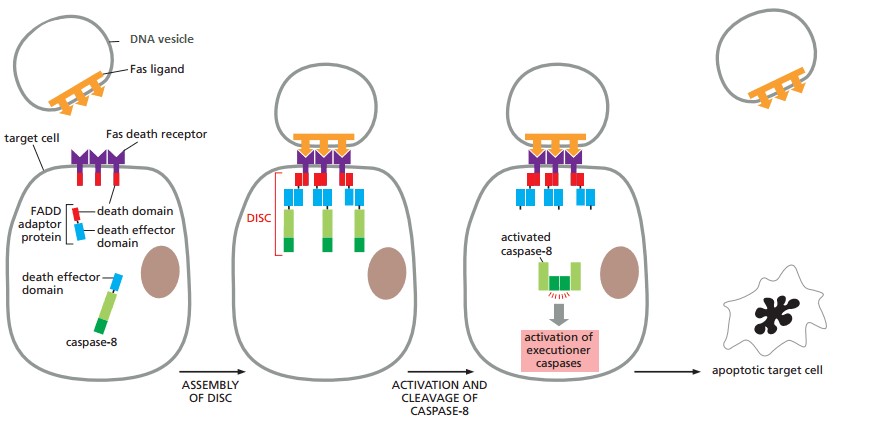 DNA vesicle
Fas ligand
target cell
Fas death receptor
FADD
adaptor
protein
death domain
death effector
domain
death effector
domain
caspase-8
ASSEMBLY
OF DISC
DISC
ACTIVATION AND
CLEAVAGE OF
CASPASE-8
activated
caspase-8
activation of
executioner
caspases
apoptotic target cell